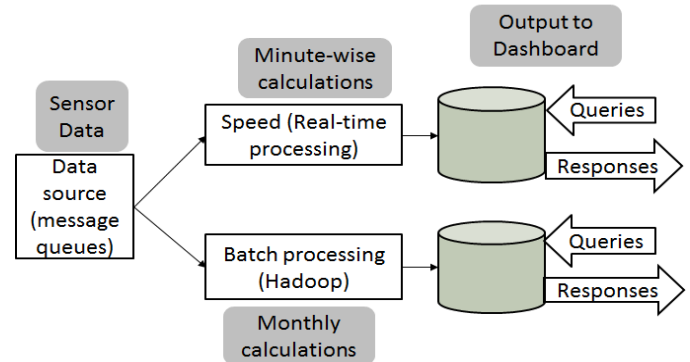 Sensor
Data
Data
source
(message
queues)
Minute-wise
calculations
Speed (Real-time
processing)
Batch processing
(Hadoop)
Monthly
calculations
Output to
Dashboard
Queries
Responses
Queries
Responses